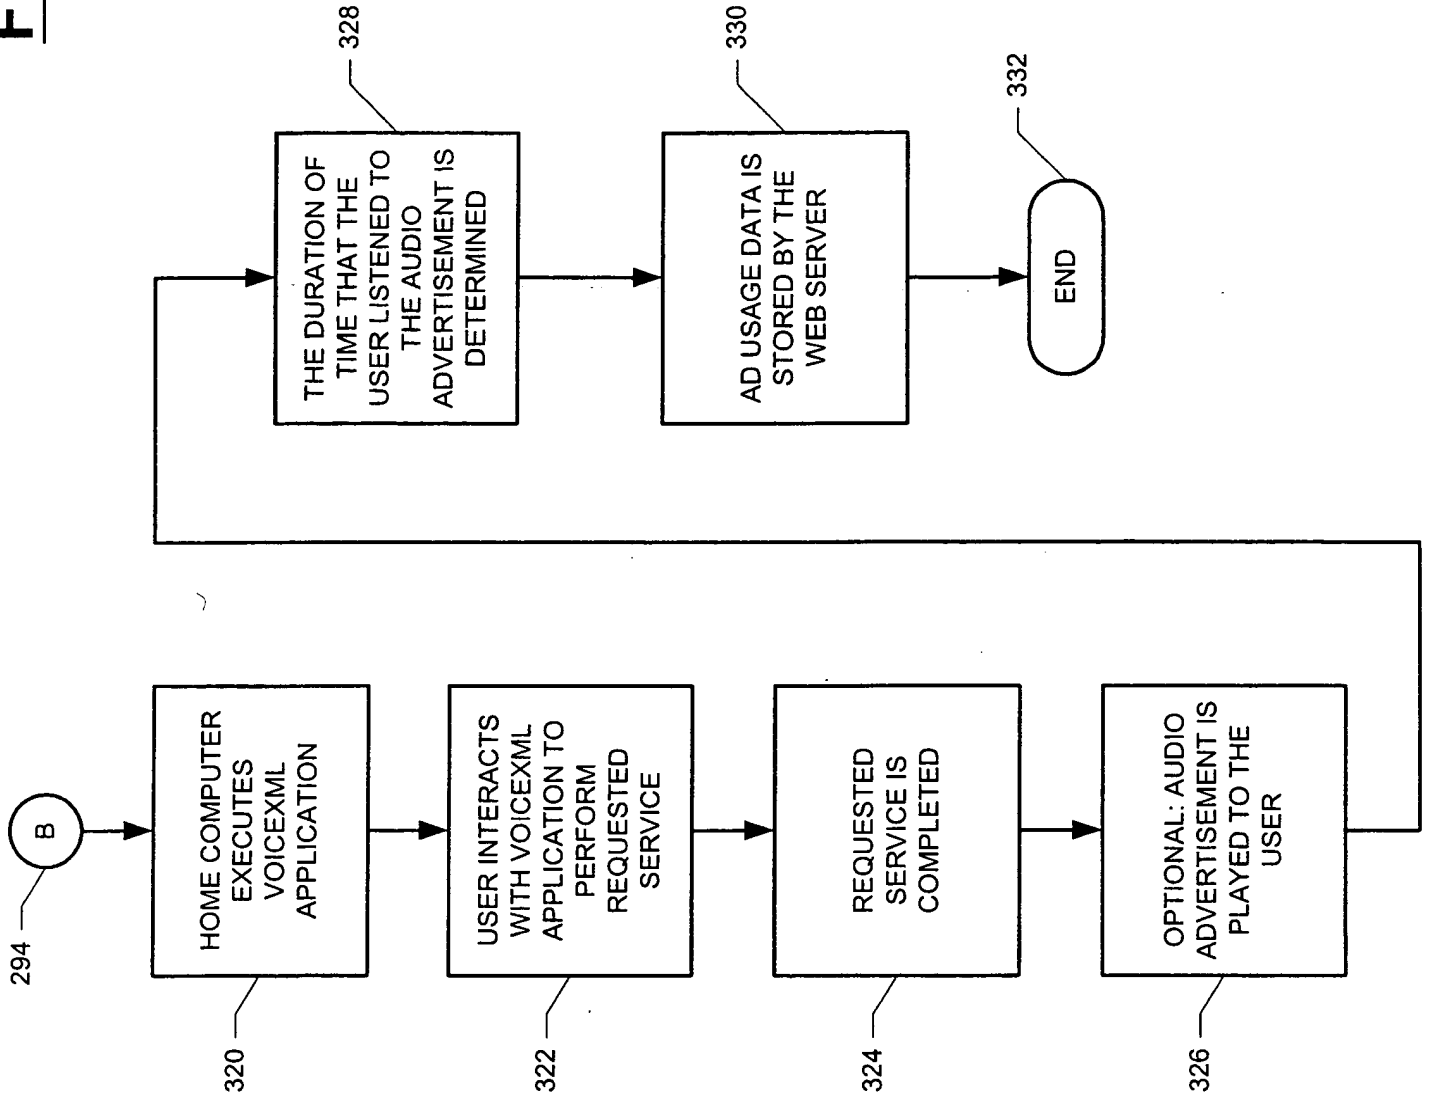 B
294
HOME COMPUTER
EXECUTES
VOICEXML
APPLICATION
320
USER INTERACTS
WITH VOICEXML
APPLICATION TO
PERFORM
REQUESTED
SERVICE
322
REQUESTED
SERVICE IS
COMPLETED
324
OPTIONAL: AUDIO
ADVERTISEMENT IS
PLAYED TO THE
USER
326
THE DURATION OF
TIME THAT THE
USER LISTENED TO
THE AUDIO
ADVERTISEMENT IS
DETERMINED
328
AD USAGE DATA IS
STORED BY THE
WEB SERVER
330
END
332